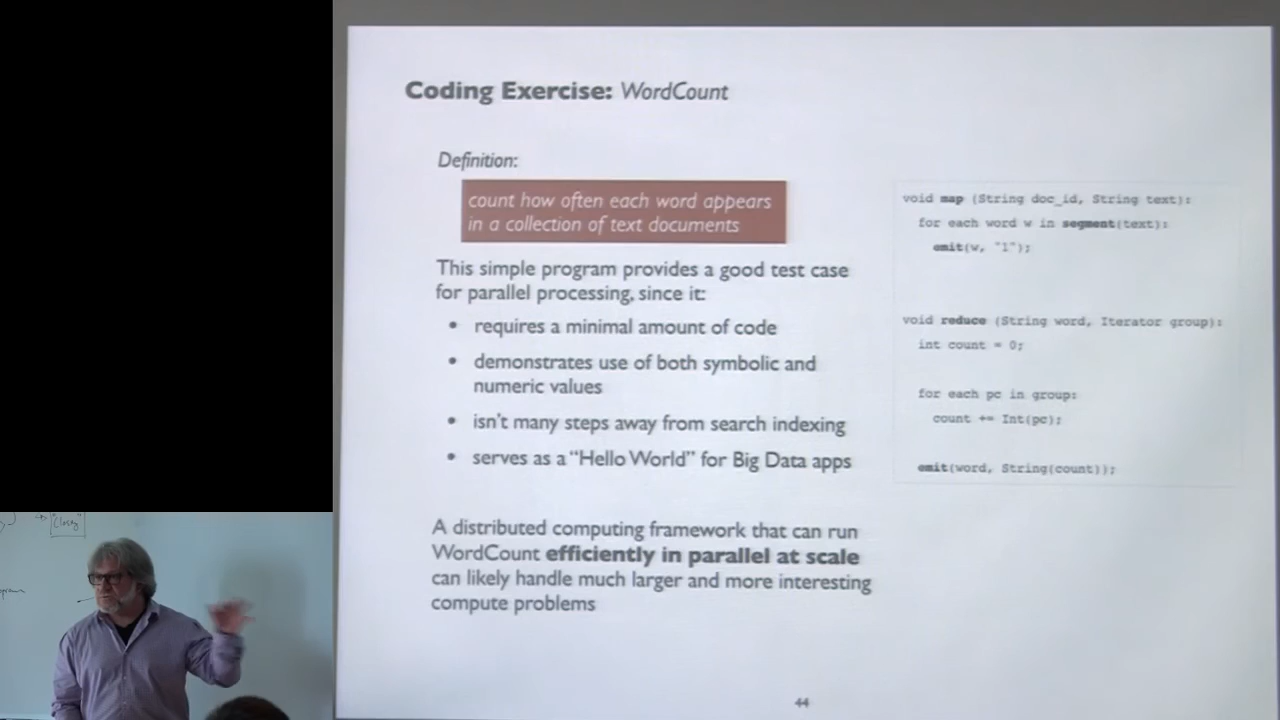 Coding Exercise: WordCount
Definition:
count how often each word appears
in a collection of text documents
This simple program provides a good test case
for parallel processing, since it:
• requires a minimal amount of code
• demonstrates use of both symbolic and
numeric values
• isn't many steps away from search indexing
• serves as a "Hello World" for Big Data apps
A distributed computing framework that can run
WordCount efficiently in parallel at scale
can likely handle much larger and more interesting
compute problems
void map (String doc_id, String text):
for each word w in segment(text):
emit(w, "1");
void reduce (String word, Iterator group):
int count = 0;
for each pc in group:
count += Int(pc);
emit(word, String(count));
44